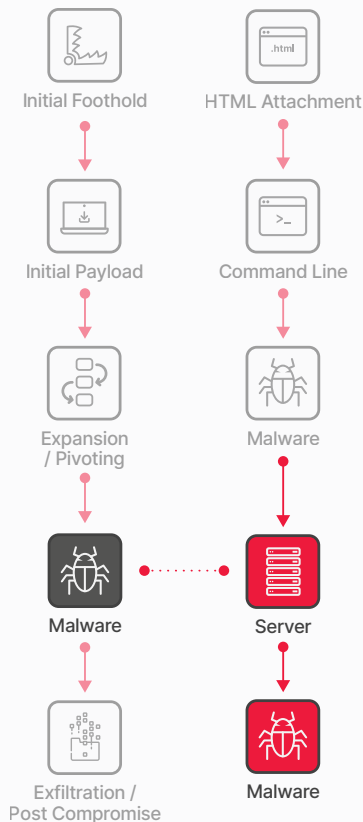 .html
Initial Foothold
HTML Attachment
>_
Initial Payload
Command Line
Expansion
/ Pivoting
Malware
Malware
Server
Exfiltration /
Post Compromise
Malware